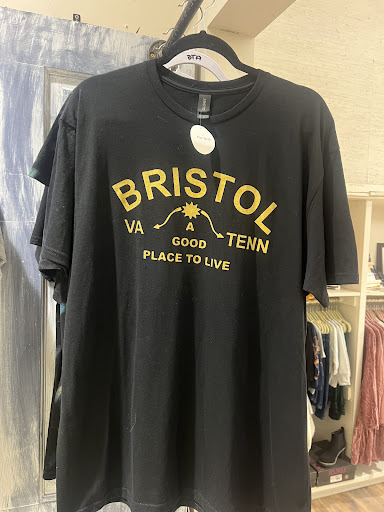 BRISTOL
VA TENN
A
GOOD
PLACE TO LIVE